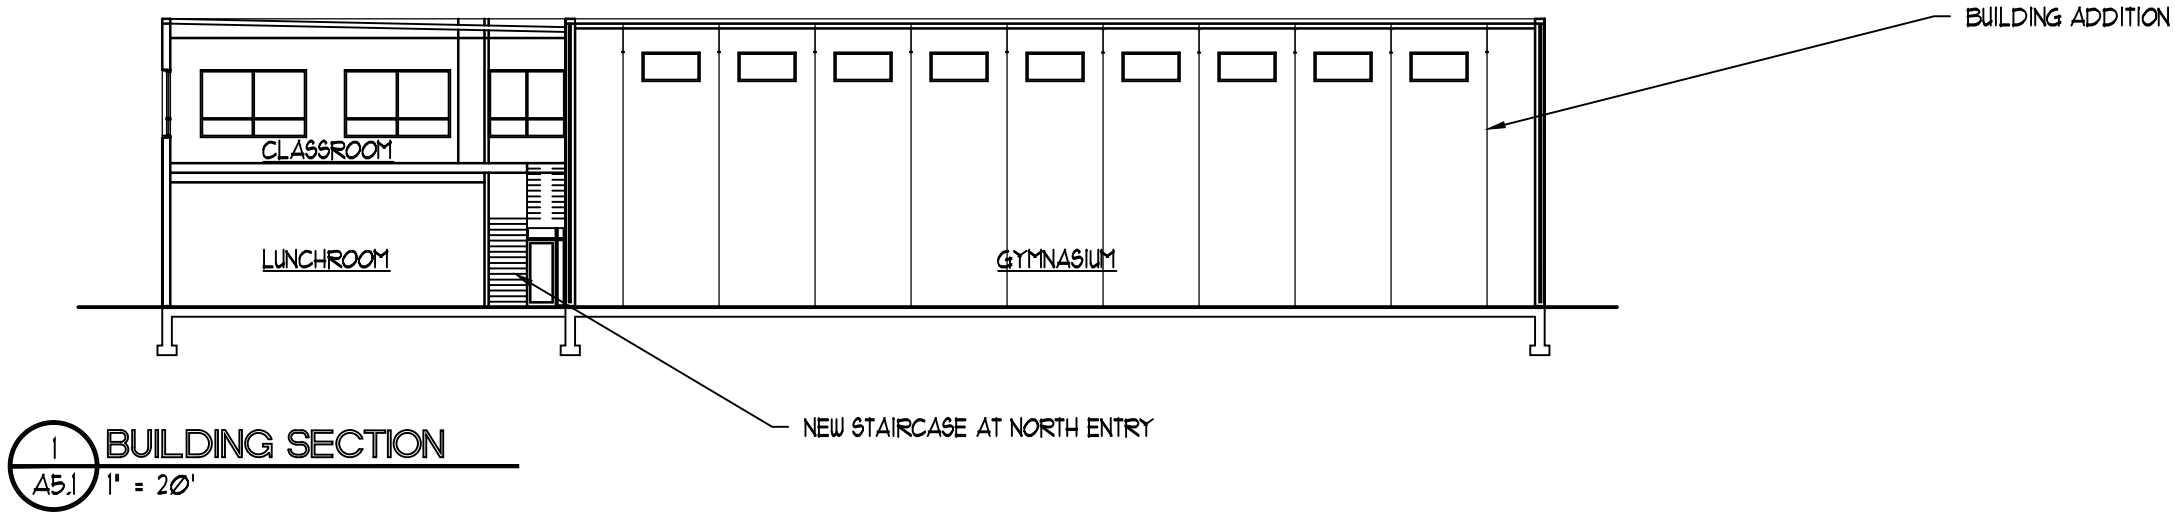 BUILDING ADDITION
CLASSROOM
LUNCHROOM
GYMNASIUM
NEW STAIRCASE AT NORTH ENTRY
1
BUILDING SECTION
A5.1
1" = 20'